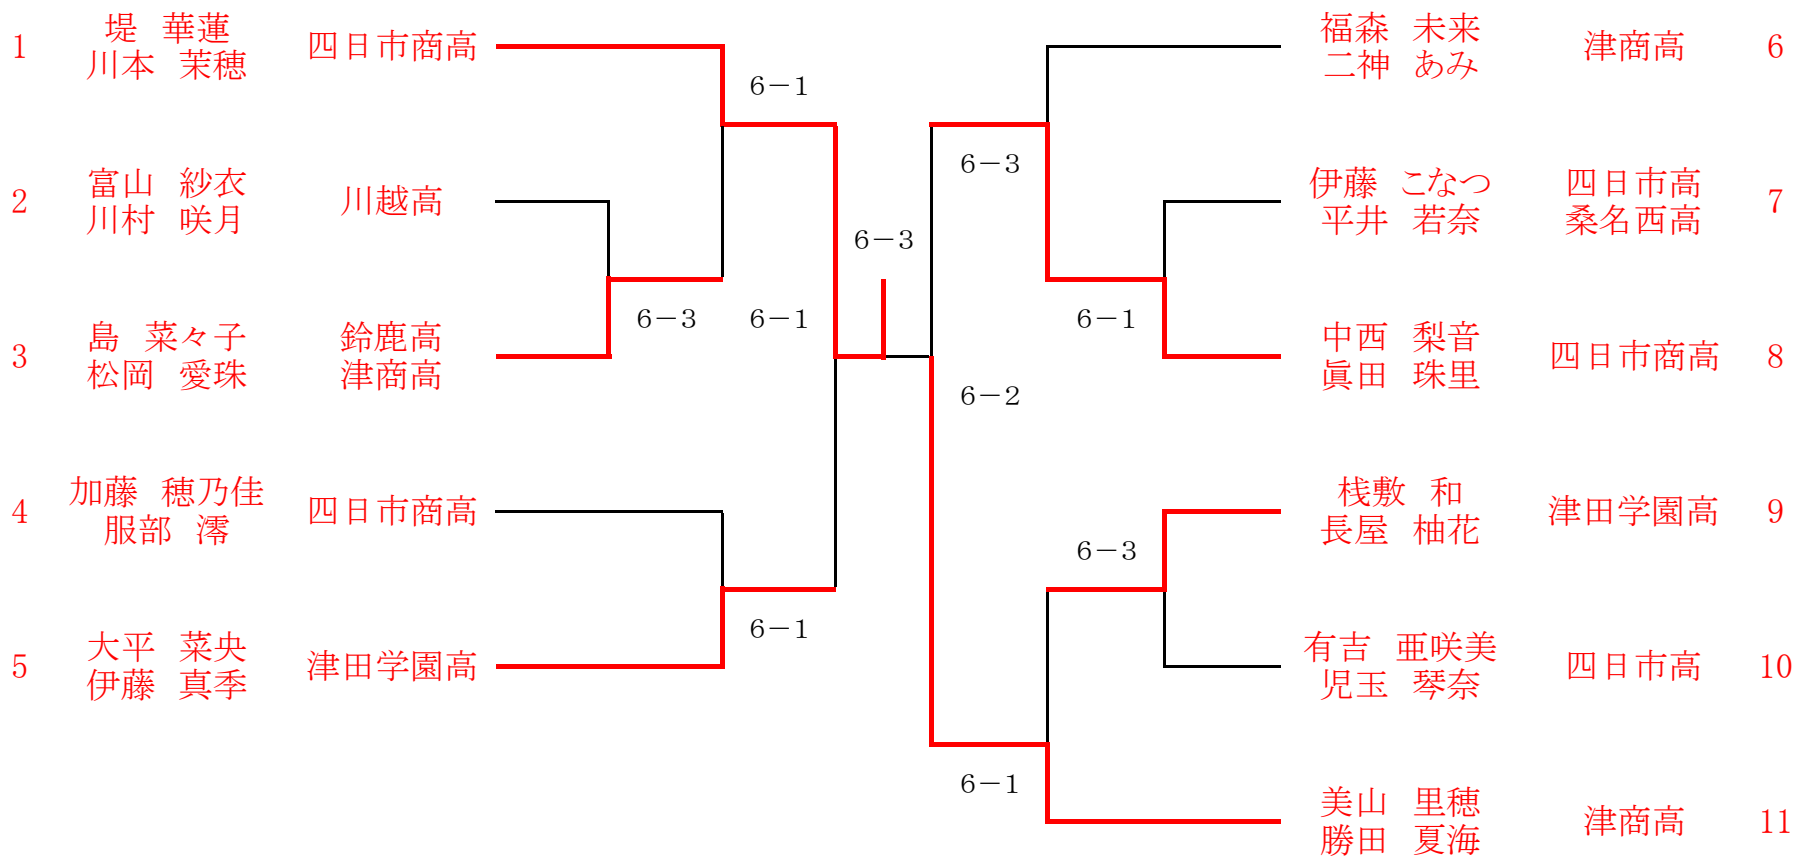 1
堤　華蓮
川本　茉穂
四日市商高
2
富山　紗衣
川村　咲月
川越高
3
島　菜々子
松岡　愛珠
鈴鹿高
津商高
4
加藤　穂乃佳
服部　澪
四日市商高
5
大平　菜央
伊藤　真季
津田学園高
6－1
6－3
6－1
6－1
6－3
6－3
6－1
6－2
6－3
6－1
福森　未来
二神　あみ
津商高
6
伊藤　こなつ
平井　若奈
四日市高
桑名西高
7
中西　梨音
眞田　珠里
四日市商高
8
桟敷　和
長屋　柚花
津田学園高
9
有吉　亜咲美
児玉　琴奈
四日市高
10
美山　里穂
勝田　夏海
津商高
11